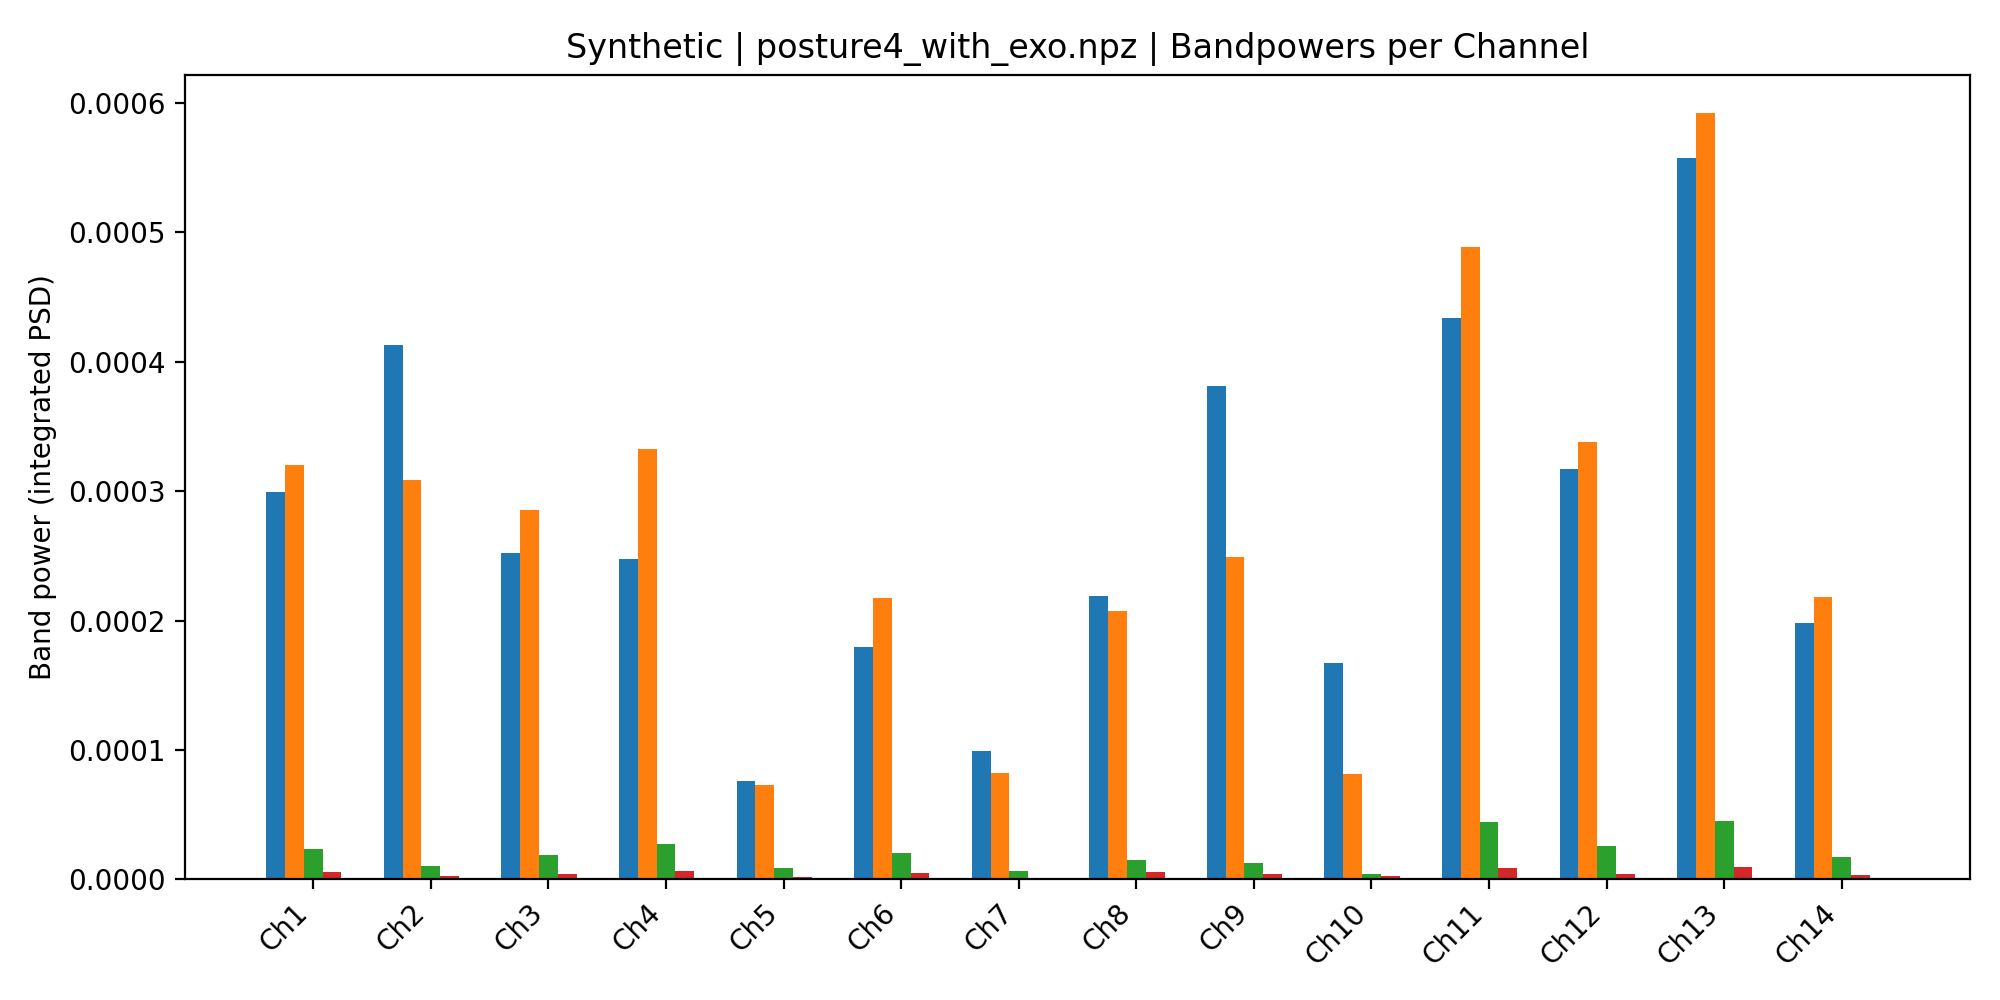 Synthetic | posture4_with_exo.npz | Bandpowers per Channel
Band power (integrated PSD)
0.0006
0.0005
0.0004
0.0003
0.0002
0.0001
0.0000
Ch1
Ch2
Ch3
Ch4
Ch5
Ch6
Ch7
Ch8
Ch9
Ch10
Ch11
Ch12
Ch13
Ch14